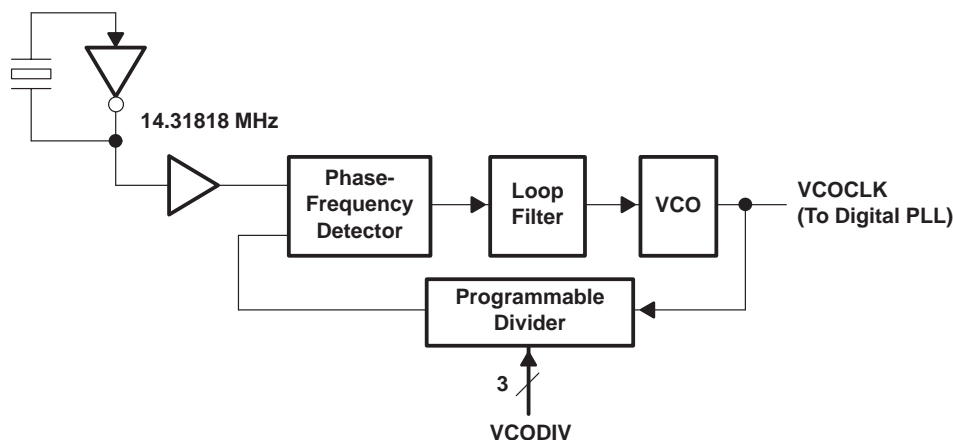 14.31818 MHz
Phase-
Frequency
Detector
Loop
Filter
VCO
VCOCLK
(To Digital PLL)
Programmable
Divider
3
VCODIV